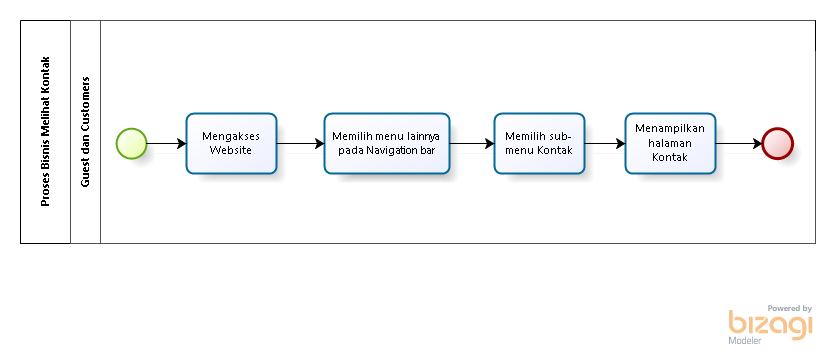 Proses Bisnis Melihat Kontak
Guest dan Customers
Mengakses
Website
Memilih menu lainnya
pada Navigation bar
Memilih sub-
menu Kontak
Menampilkan
halaman
Kontak
Powered by
bizagi
Modeler